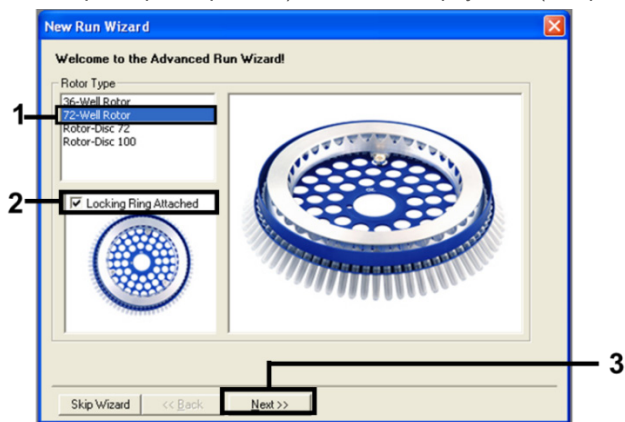 New Run Wizard
Welcome to the Advanced Run Wizard!
Rotor Type
36-Well Rotor
72-Well Rotor
Rotor-Disc 72
Rotor-Disc 100
1
2
Locking Ring Attached
3
Skip Wizard
<< Back
Next >>